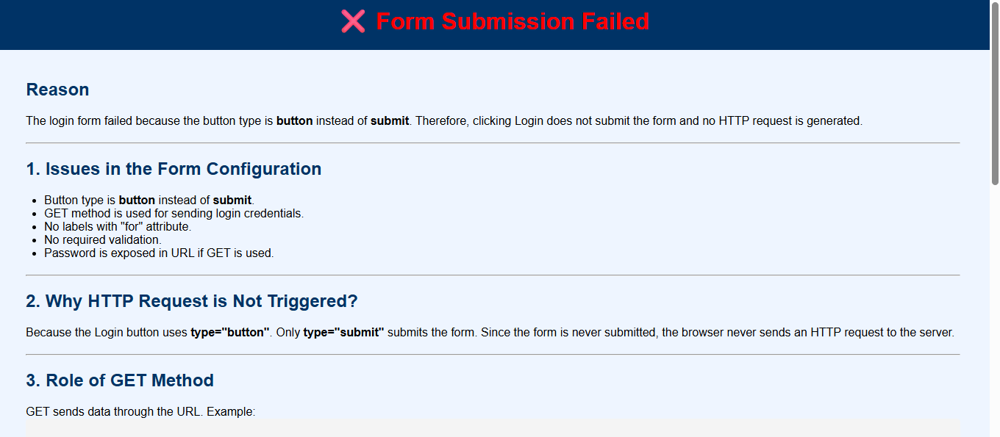 ❌ Form Submission Failed
Reason
The login form failed because the button type is button instead of submit. Therefore, clicking Login does not submit the form and no HTTP request is generated.
1. Issues in the Form Configuration
• Button type is button instead of submit.
• GET method is used for sending login credentials.
• No labels with "for" attribute.
• No required validation.
• Password is exposed in URL if GET is used.
2. Why HTTP Request is Not Triggered?
Because the Login button uses type="button". Only type="submit" submits the form. Since the form is never submitted, the browser never sends an HTTP request to the server.
3. Role of GET Method
GET sends data through the URL. Example: